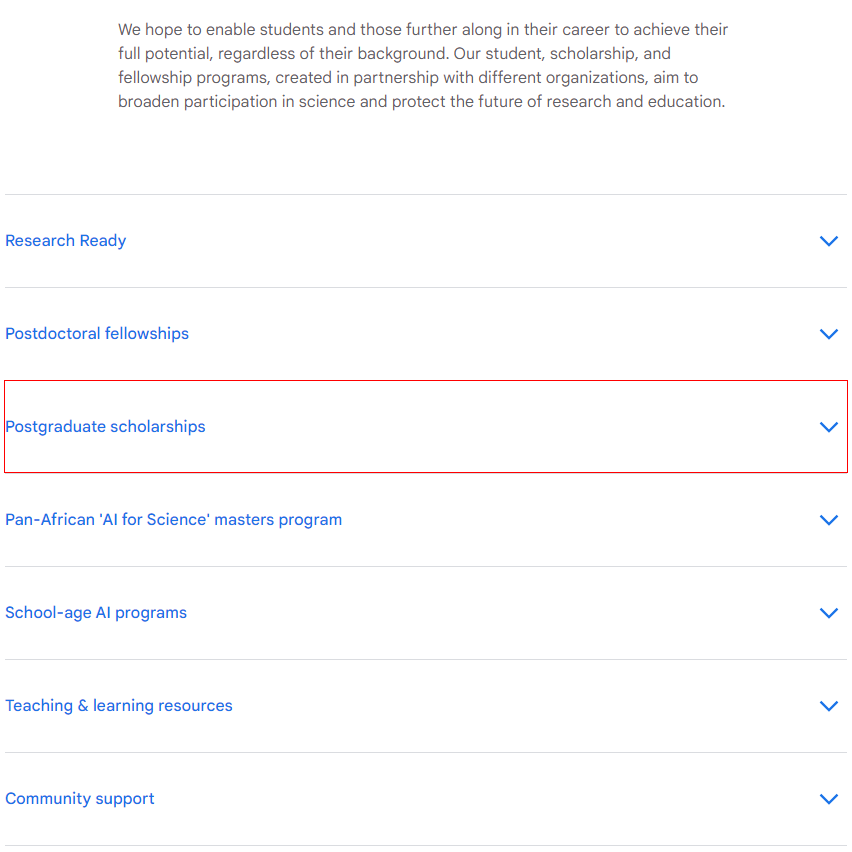 We hope to enable students and those further along in their career to achieve their
full potential, regardless of their background. Our student, scholarship, and
fellowship programs, created in partnership with different organizations, aim to
broaden participation in science and protect the future of research and education.
Research Ready
Postdoctoral fellowships
Postgraduate scholarships
Pan-African 'AI for Science' masters program
School-age AI programs
Teaching & learning resources
Community support